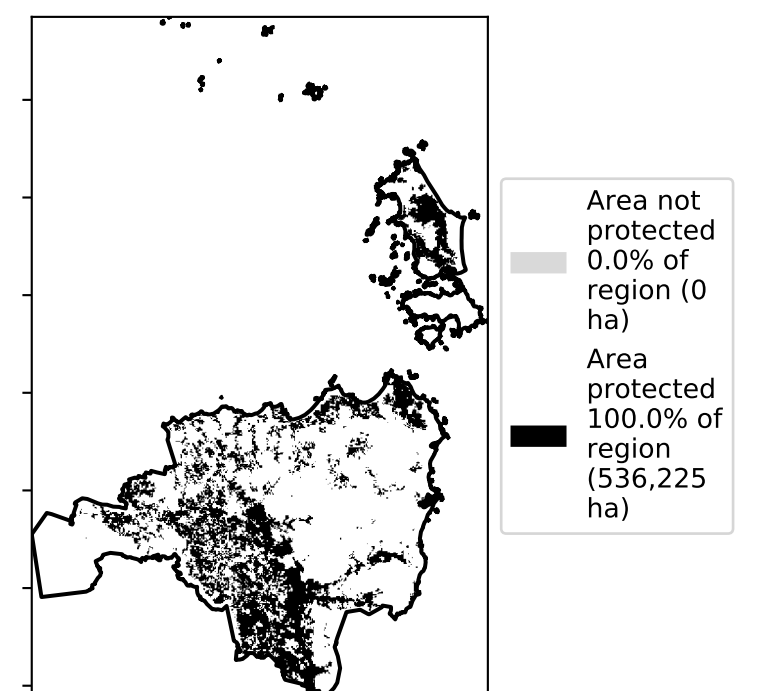 Area not
protected
0.0% of
region (0
ha)
Area
protected
100.0% of
region
(536,225
ha)